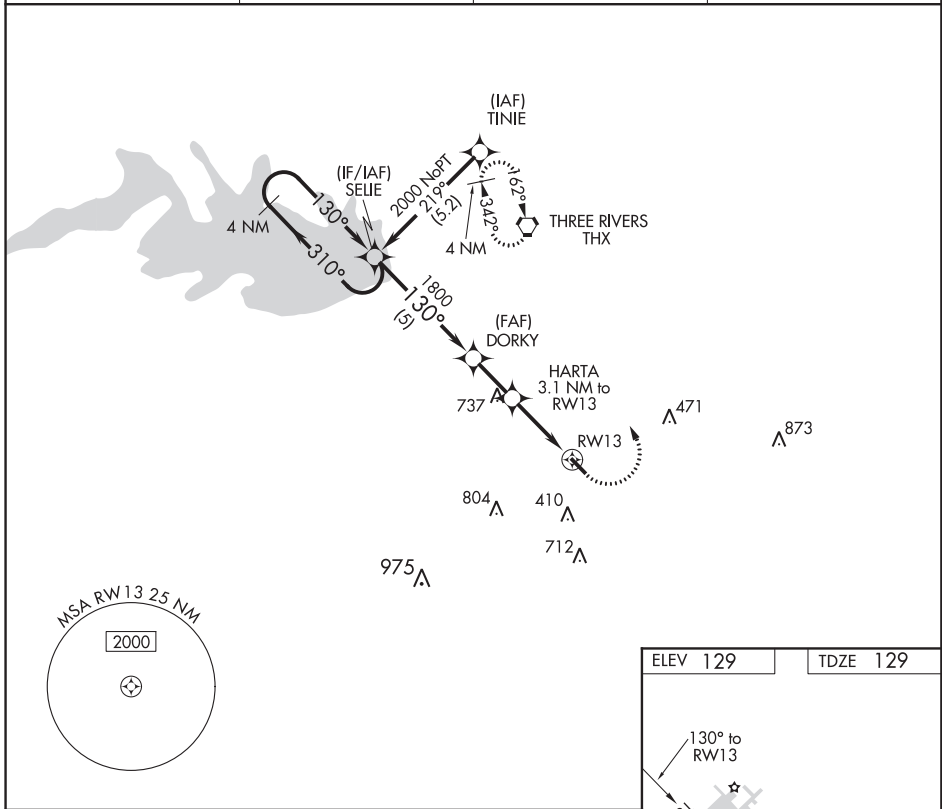 (IAF)
TINIE
(IF/IAF)
SELIE
2000 NoPT
219°
(5.2)
162°
342°
4 NM
THREE RIVERS
THX
130°
4 NM
310°
1800
130°
(5)
(FAF)
DORKY
HARTA
3.1 NM to
RW13
737
471
873
RW13
804
410
712
975
MSA RW13 25 NM
2000
ELEV 129
TDZE 129
130° to
RW13